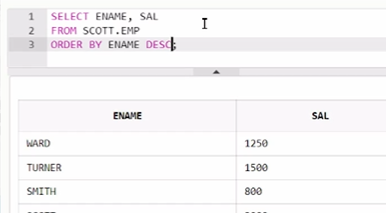 1 SELECT ENAME, SAL
2 FROM SCOTT.EMP
3 ORDER BY ENAME DESC;
ENAME SAL
WARD 1250
TURNER 1500
SMITH 800